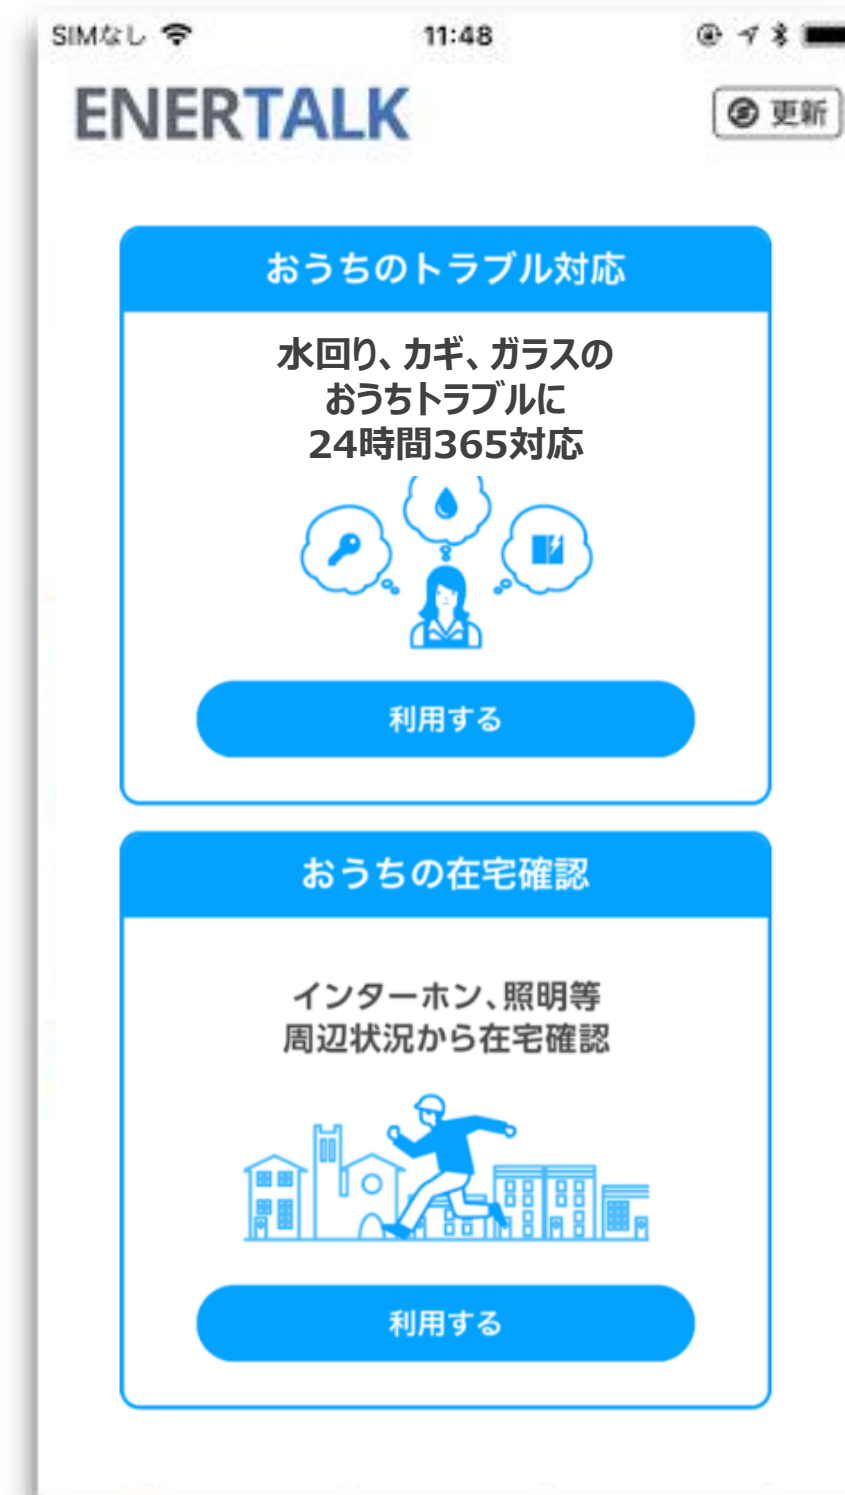 SIMなし 11:48
ENERTALK
更新
おうちのトラブル対応
水回り、カギ、ガラスの
おうちトラブルに
24時間365対応
利用する
おうちの在宅確認
インターホン、照明等
周辺状況から在宅確認
利用する